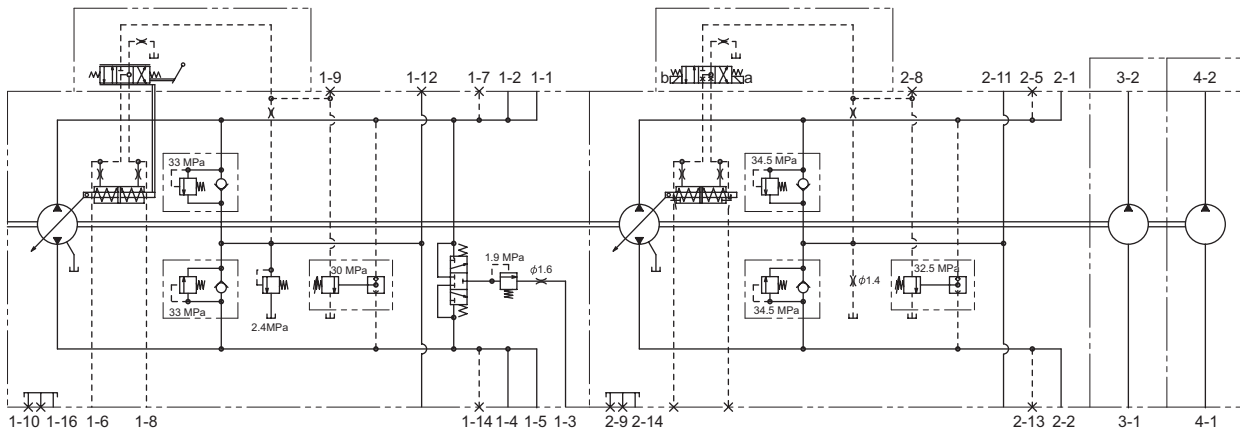 3-2 4-2
b a
1-9 1-12 1-7 1-2 1-1 2-8 2-11 2-5 2-1
33 MPa 34.5 MPa
1.9 MPa
30 MPa φ1.6 32.5 MPa
φ1.4
33 MPa 34.5 MPa
2.4MPa
1-10 1-16 1-6 1-8 1-14 1-4 1-5 1-3 2-9 2-14 2-13 2-2 3-1 4-1